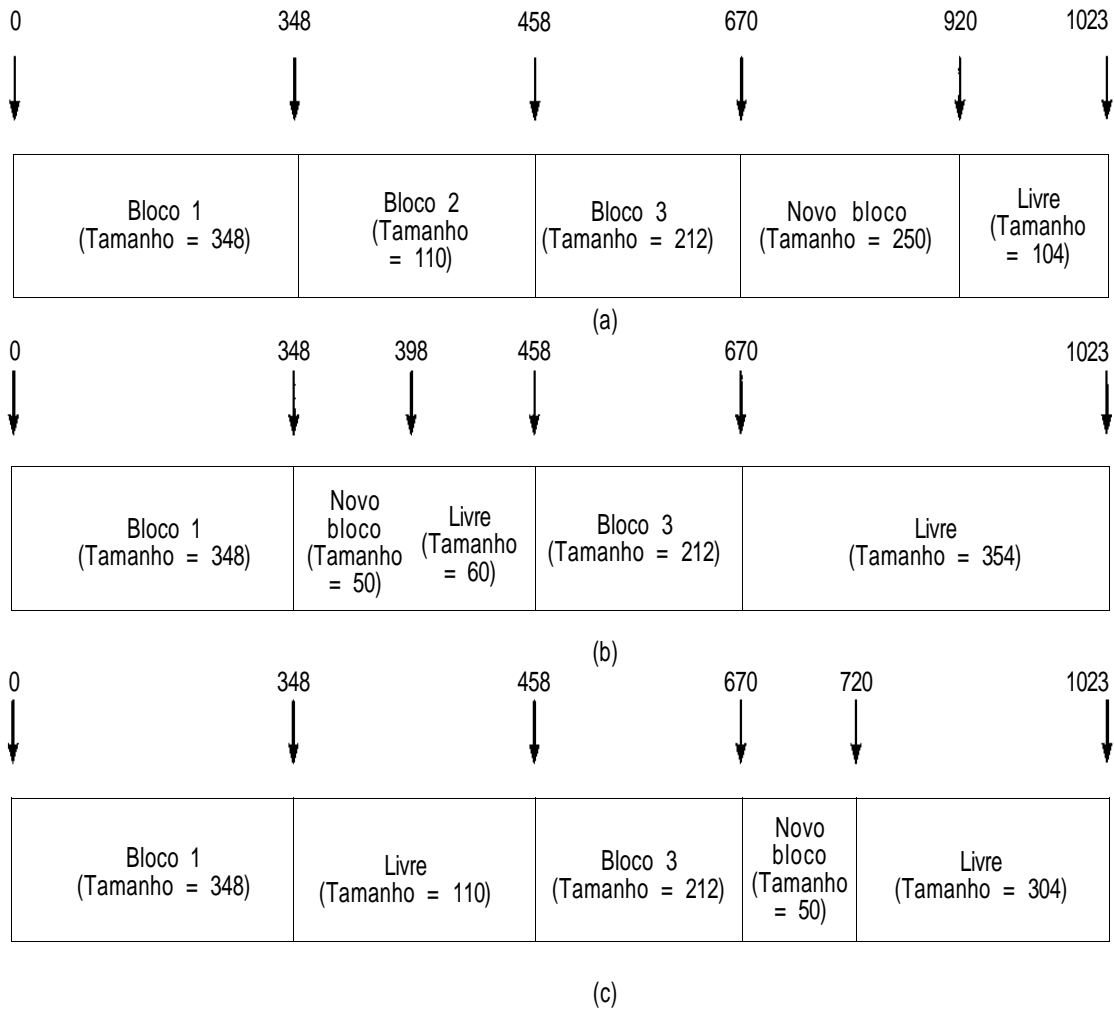 0 348 458 670 920 1023
Bloco 1
(Tamanho = 348)
Bloco 2
(Tamanho
= 110)
Bloco 3
(Tamanho = 212)
Novo bloco
(Tamanho = 250)
Livre
(Tamanho
= 104)
(a)
0 348 398 458 670 1023
Bloco 1
(Tamanho = 348)
Novo
bloco
(Tamanho
= 50)
Livre
(Tamanho
= 60)
Bloco 3
(Tamanho = 212)
Livre
(Tamanho = 354)
(b)
0 348 458 670 720 1023
Bloco 1
(Tamanho = 348)
Livre
(Tamanho = 110)
Bloco 3
(Tamanho = 212)
Novo
bloco
(Tamanho
= 50)
Livre
(Tamanho = 304)
(c)